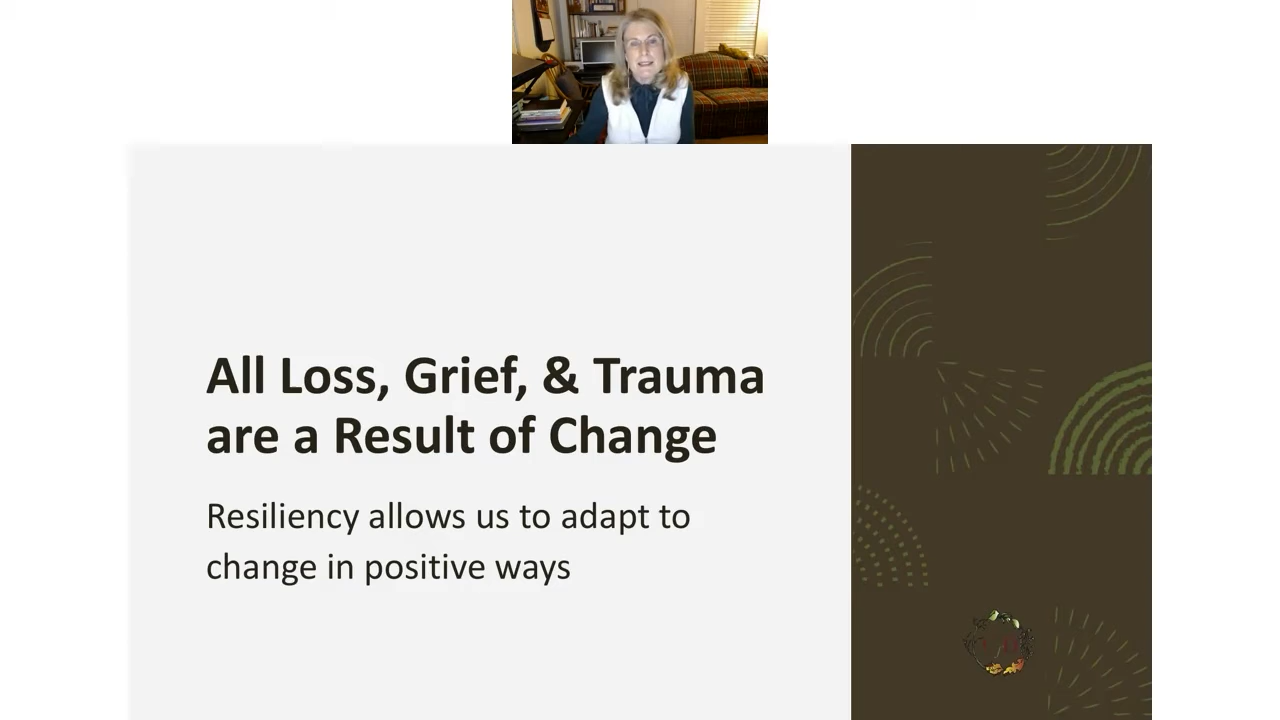 All Loss, Grief, & Trauma
are a Result of Change
Resiliency allows us to adapt to
change in positive ways